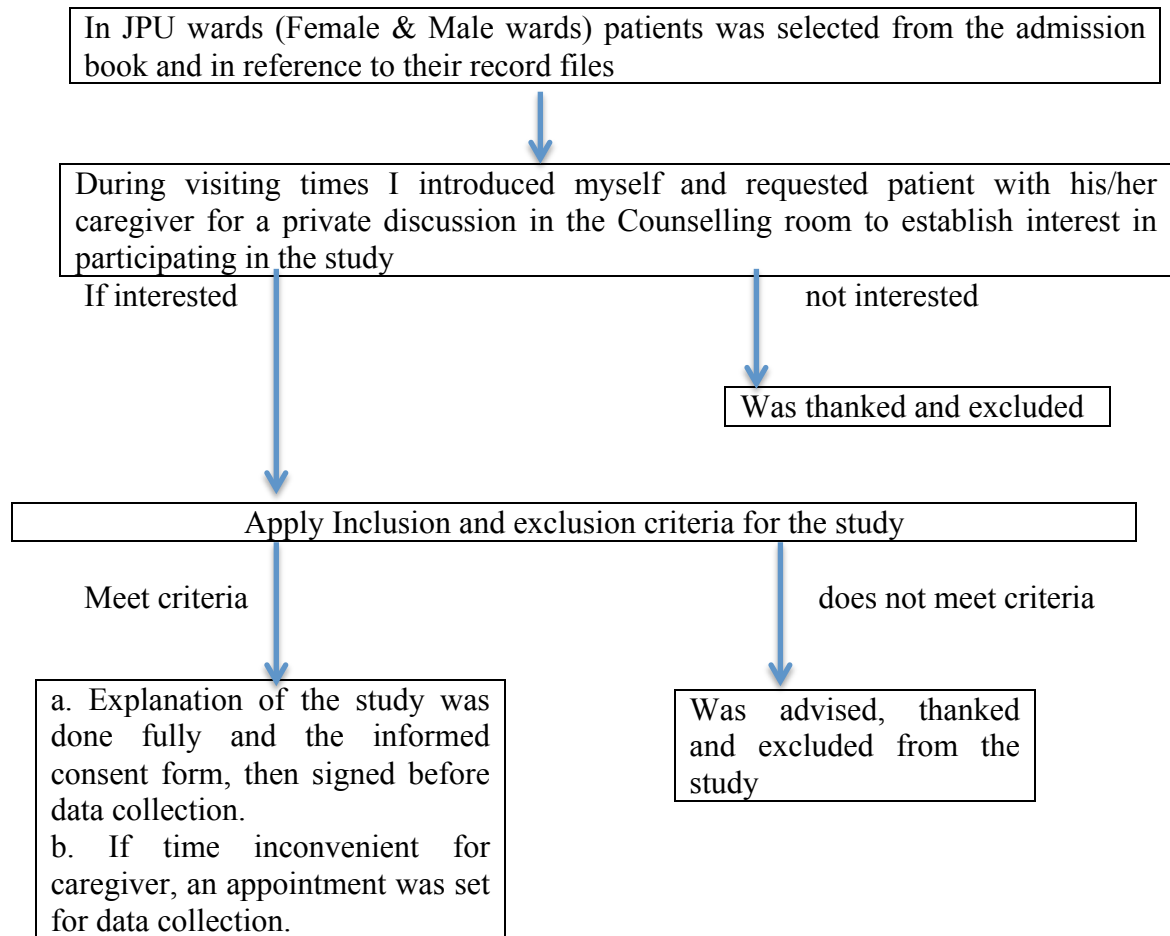 In JPU wards (Female & Male wards) patients was selected from the admission
book and in reference to their record files
During visiting times I introduced myself and requested patient with his/her
caregiver for a private discussion in the Counselling room to establish interest in
participating in the study
If interested
not interested
Was thanked and excluded
Apply Inclusion and exclusion criteria for the study
Meet criteria
does not meet criteria
a. Explanation of the study was
done fully and the informed
consent form, then signed before
data collection.
b. If time inconvenient for
caregiver, an appointment was set
for data collection.
Was advised, thanked
and excluded from the
study